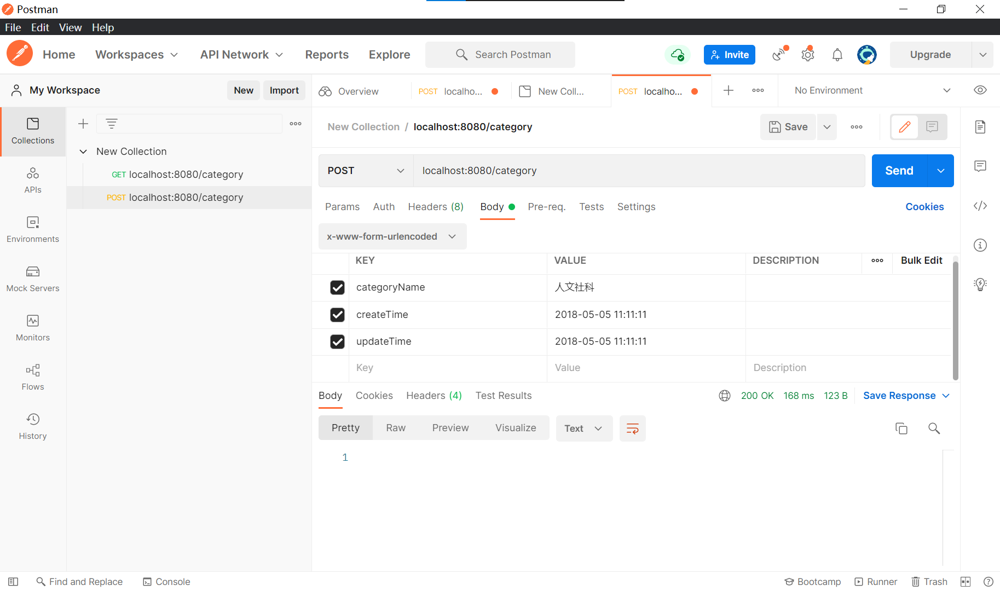 Postman
File Edit View Help
Home Workspaces API Network Reports Explore Search Postman Invite Upgrade
My Workspace New Import
Overview POST localho... New Coll... POST localho... No Environment
New Collection / localhost:8080/category Save
Collections
APIs
Environments
Mock Servers
Monitors
Flows
History
New Collection
GET localhost:8080/category
POST localhost:8080/category
POST localhost:8080/category Send
Params Auth Headers (8) Body Pre-req. Tests Settings Cookies
x-www-form-urlencoded
KEY VALUE DESCRIPTION Bulk Edit
categoryName 人文社科
createTime 2018-05-05 11:11:11
updateTime 2018-05-05 11:11:11
Key Value Description
Body Cookies Headers (4) Test Results 200 OK 168 ms 123 B Save Response
Pretty Raw Preview Visualize Text
1
Find and Replace Console Bootcamp Runner Trash